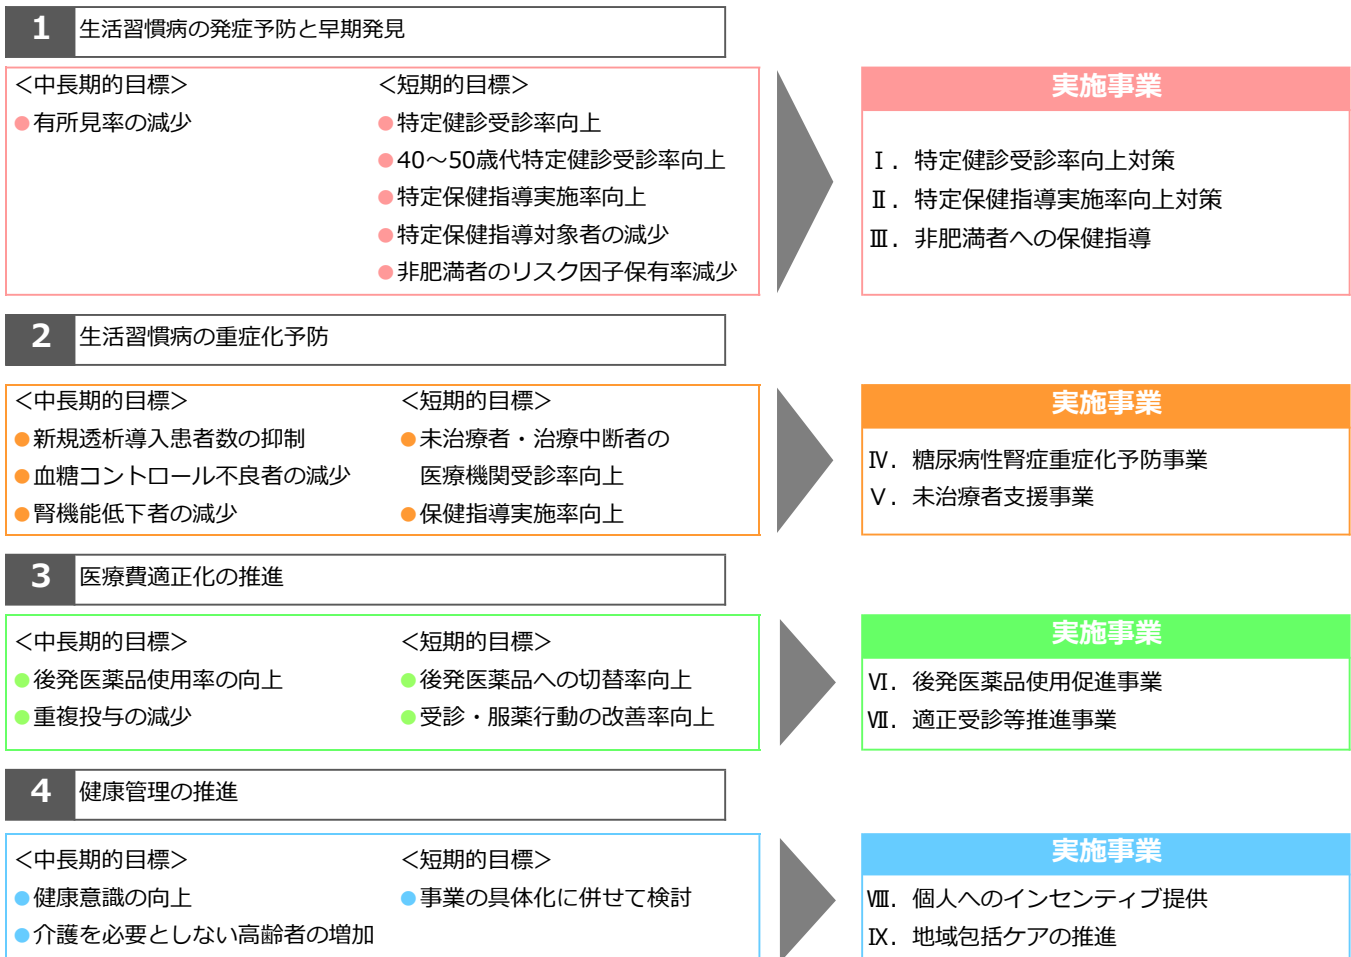 1 生活習慣病の発症予防と早期発見
＜中長期的目標＞
●有所見率の減少
＜短期的目標＞
●特定健診受診率向上
●40～50歳代特定健診受診率向上
●特定保健指導実施率向上
●特定保健指導対象者の減少
●非肥満者のリスク因子保有率減少
実施事業
Ⅰ．特定健診受診率向上対策
Ⅱ．特定保健指導実施率向上対策
Ⅲ．非肥満者への保健指導
2 生活習慣病の重症化予防
＜中長期的目標＞
●新規透析導入患者数の抑制
●血糖コントロール不良者の減少
●腎機能低下者の減少
＜短期的目標＞
●未治療者・治療中断者の
医療機関受診率向上
●保健指導実施率向上
実施事業
Ⅳ．糖尿病性腎症重症化予防事業
Ⅴ．未治療者支援事業
3 医療費適正化の推進
＜中長期的目標＞
●後発医薬品使用率の向上
●重複投与の減少
＜短期的目標＞
●後発医薬品への切替率向上
●受診・服薬行動の改善率向上
実施事業
Ⅵ．後発医薬品使用促進事業
Ⅶ．適正受診等推進事業
4 健康管理の推進
＜中長期的目標＞
●健康意識の向上
●介護を必要としない高齢者の増加
＜短期的目標＞
●事業の具体化に併せて検討
実施事業
Ⅷ．個人へのインセンティブ提供
Ⅸ．地域包括ケアの推進